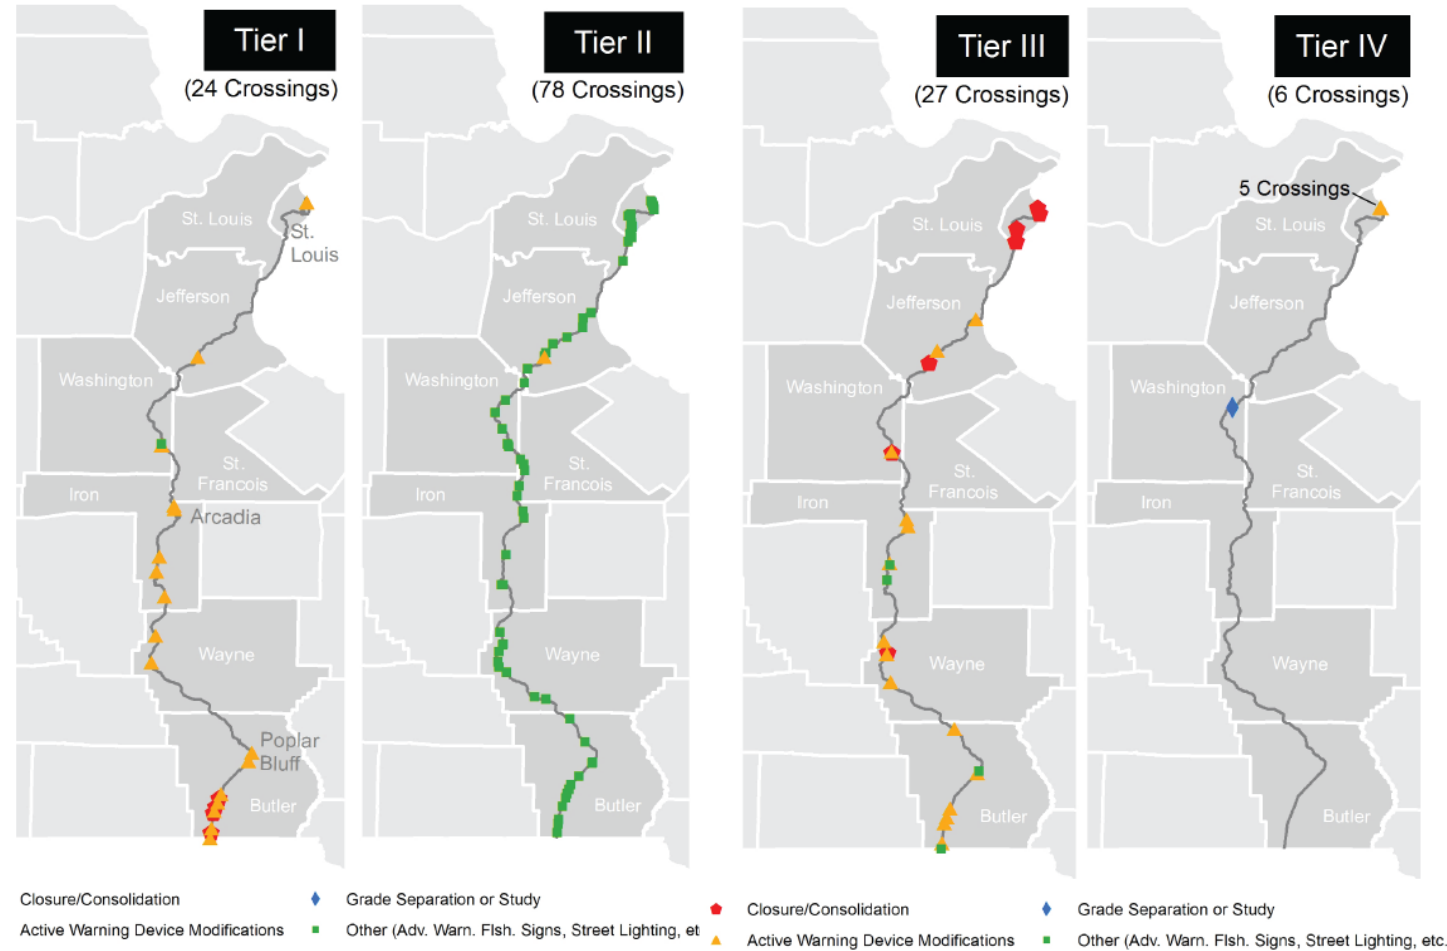 Tier I
(24 Crossings)
St. Louis
St.
Louis
Jefferson
Washington
St.
Francois
Iron
Arcadia
Wayne
Poplar
Bluff
Butler
Tier II
(78 Crossings)
St. Louis
Jefferson
Washington
St.
Francois
Iron
Wayne
Butler
Tier III
(27 Crossings)
St. Louis
Jefferson
Washington
St.
Francois
Iron
Wayne
Butler
Tier IV
(6 Crossings)
5 Crossings
St. Louis
Jefferson
Washington
St.
Francois
Iron
Wayne
Butler
Closure/Consolidation
Grade Separation or Study
Active Warning Device Modifications
Other (Adv. Warn. Flsh. Signs, Street Lighting, et
Closure/Consolidation
Grade Separation or Study
Active Warning Device Modifications
Other (Adv. Warn. Flsh. Signs, Street Lighting, etc.